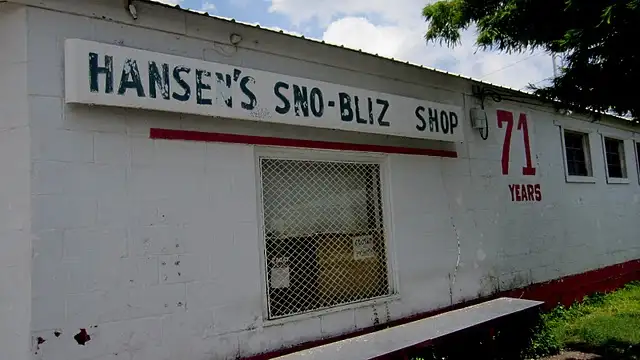 HANSEN'S SNO-BLIZ SHOP
71
YEARS